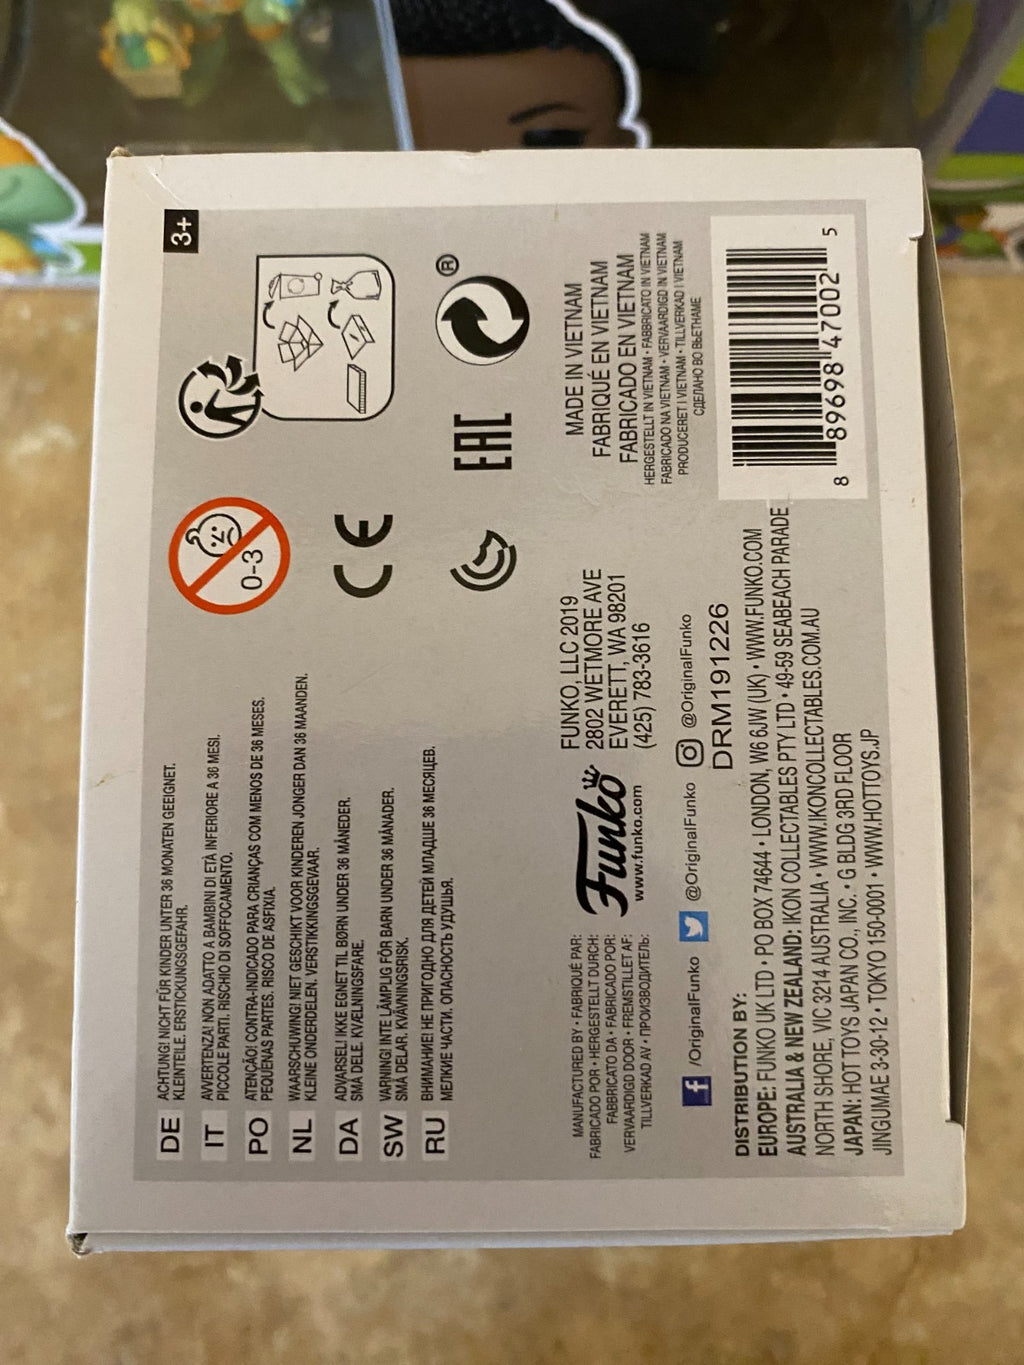 DE
ACHTUNG! NICHT FÜR KINDER UNTER 36 MONATEN GEEIGNET.
KLEINTEILE. ERSTICKUNGSGEFAHR.
IT
AVVERTENZA! NON ADATTO A BAMBINI DI ETÀ INFERIORE A 36 MESI.
PICCOLE PARTI. RISCHIO DI SOFFOCAMENTO.
PO
ATENÇÃO! CONTRA-INDICADO PARA CRIANÇAS COM MENOS DE 36 MESES.
PEQUENAS PARTES. RISCO DE ASFIXIA.
NL
WAARSCHUWING! NIET GESCHIKT VOOR KINDEREN JONGER DAN 36 MAANDEN.
KLEINE ONDERDELEN. VERSTIKKINGSGEVAAR.
DA
ADVARSEL! IKKE EGNET TIL BØRN UNDER 36 MÅNEDER.
SMÅ DELE. KVÆLNINGSFARE.
SW
VARNING! INTE LÄMPLIG FÖR BARN UNDER 36 MÅNADER.
SMÅ DELAR. KVÄVNINGSRISK.
RU
ВНИМАНИЕ! НЕ ПРИГОДНО ДЛЯ ДЕТЕЙ МЛАДШЕ 36 МЕСЯЦЕВ.
МЕЛКИЕ ЧАСТИ. ОПАСНОСТЬ УДУШЬЯ.
0-3
3+
CE
EAC
®
MANUFACTURED BY • FABRIQUÉ PAR:
FABRICADO POR • HERGESTELLT DURCH:
FABBRICATO DA • FABRICADO POR:
VERVAARDIGD DOOR • FREMSTILLET AF:
TILLVERKAD AV • ПРОИЗВОДИТЕЛЬ:
Funko
www.funko.com
FUNKO, LLC 2019
2802 WETMORE AVE
EVERETT, WA 98201
(425) 783-3616
MADE IN VIETNAM
FABRIQUÉ EN VIETNAM
FABRICADO EN VIETNAM
HERGESTELLT IN VIETNAM • FABBRICATO IN VIETNAM
FABRICADO NA VIETNAM • VERVAARDIGD IN VIETNAM
PRODUCERET I VIETNAM • TILLVERKAD I VIETNAM
СДЕЛАНО ВО ВЬЕТНАМЕ
/OriginalFunko
@OriginalFunko
@OriginalFunko
DRM191226
DISTRIBUTION BY:
EUROPE: FUNKO UK LTD • PO BOX 74644 • LONDON, W6 6JW (UK) • WWW.FUNKO.COM
AUSTRALIA & NEW ZEALAND: IKON COLLECTABLES PTY LTD • 49-59 SEABEACH PARADE
NORTH SHORE, VIC 3214 AUSTRALIA • WWW.IKONCOLLECTABLES.COM.AU
JAPAN: HOT TOYS JAPAN CO., INC. • G BLDG 3RD FLOOR
JINGUMAE 3-30-12 • TOKYO 150-0001 • WWW.HOTTOYS.JP
8 89698 47002 5